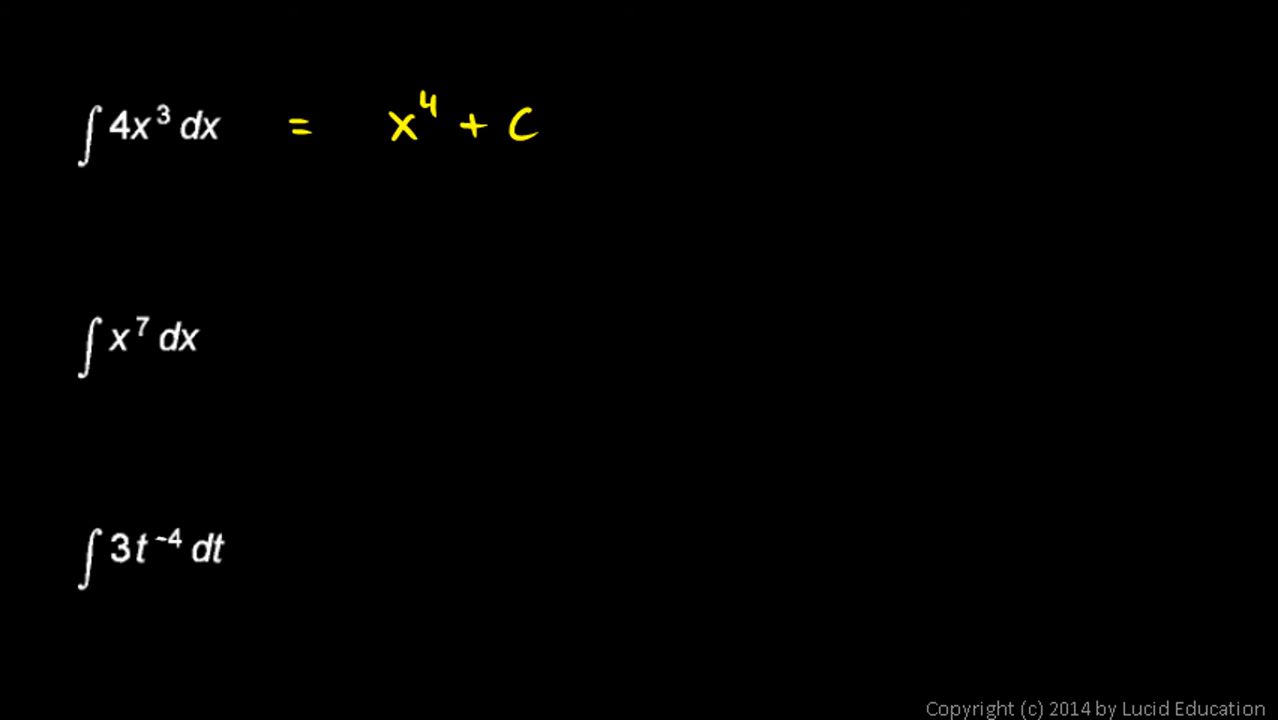 ∫ 4x³ dx = x⁴ + C
∫ x⁷ dx
∫ 3t⁻⁴ dt
Copyright (c) 2014 by Lucid Education